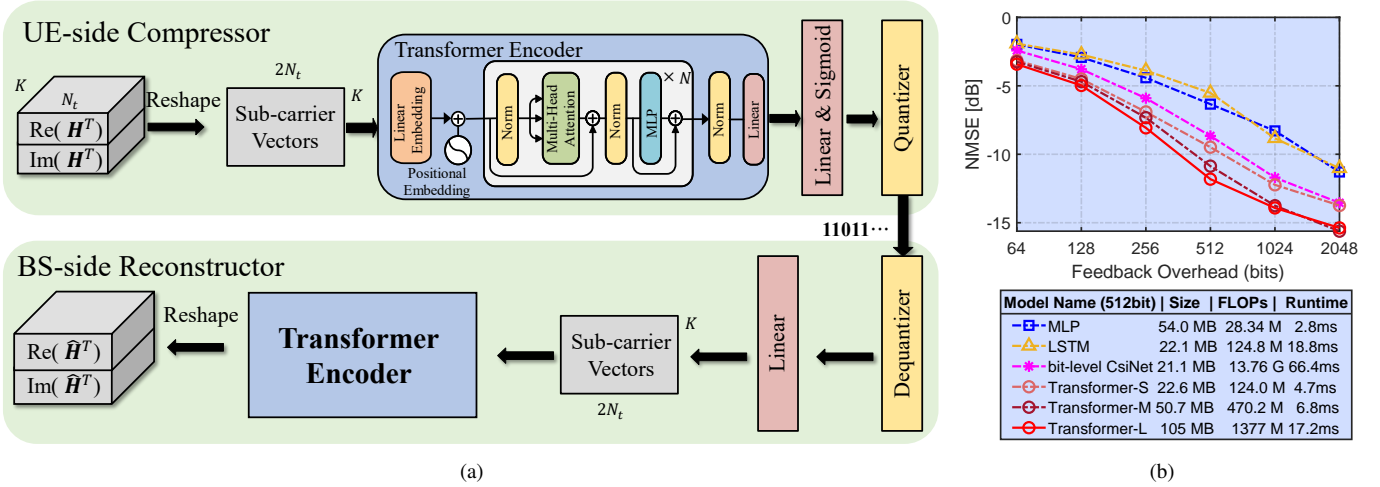 UE-side Compressor
K
N_t
Re(H^T)
Im(H^T)
Reshape
2N_t
K
Sub-carrier
Vectors
Transformer Encoder
Linear
Embedding
Positional
Embedding
Norm
Multi-Head
Attention
Norm
MLP
× N
Norm
Linear
Linear & Sigmoid
Quantizer
11011···
BS-side Reconstructor
Re(Ĥ^T)
Im(Ĥ^T)
Reshape
Transformer
Encoder
K
Sub-carrier
Vectors
2N_t
Linear
Dequantizer
(a)
0
-5
-10
-15
NMSE [dB]
64 128 256 512 1024 2048
Feedback Overhead (bits)
Model Name (512bit) | Size | FLOPs | Runtime
MLP 54.0 MB 28.34 M 2.8ms
LSTM 22.1 MB 124.8 M 18.8ms
bit-level CsiNet 21.1 MB 13.76 G 66.4ms
Transformer-S 22.6 MB 124.0 M 4.7ms
Transformer-M 50.7 MB 470.2 M 6.8ms
Transformer-L 105 MB 1377 M 17.2ms
(b)